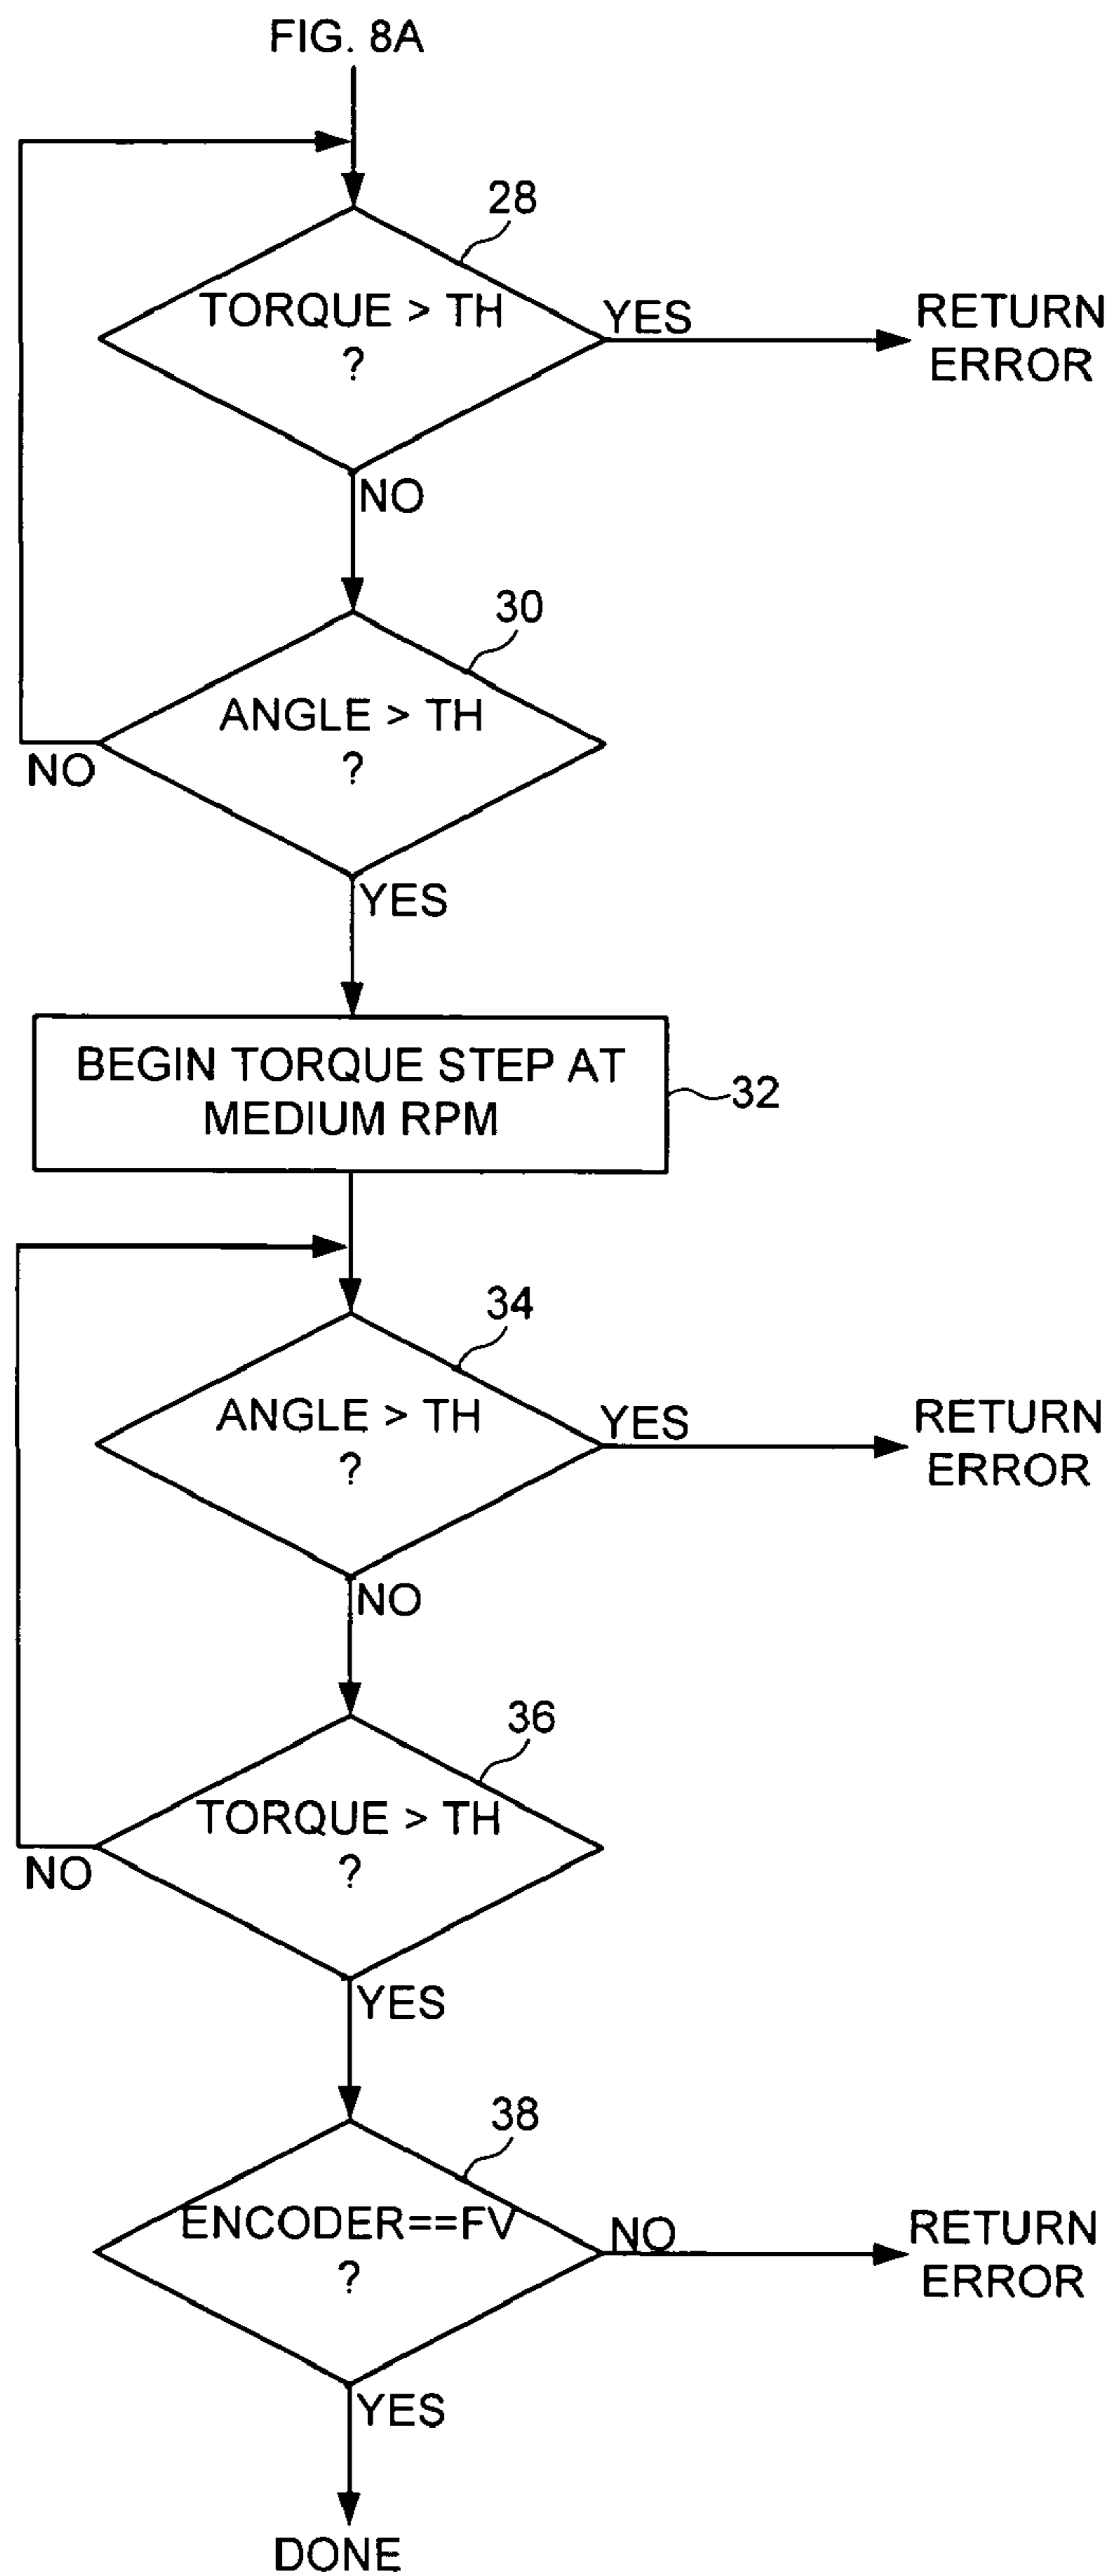 FIG. 8A
28
TORQUE > TH
?
YES
RETURN
ERROR
NO
30
ANGLE > TH
?
NO
YES
BEGIN TORQUE STEP AT
MEDIUM RPM
32
34
ANGLE > TH
?
YES
RETURN
ERROR
NO
36
TORQUE > TH
?
NO
YES
38
ENCODER==FV
?
NO
RETURN
ERROR
YES
DONE